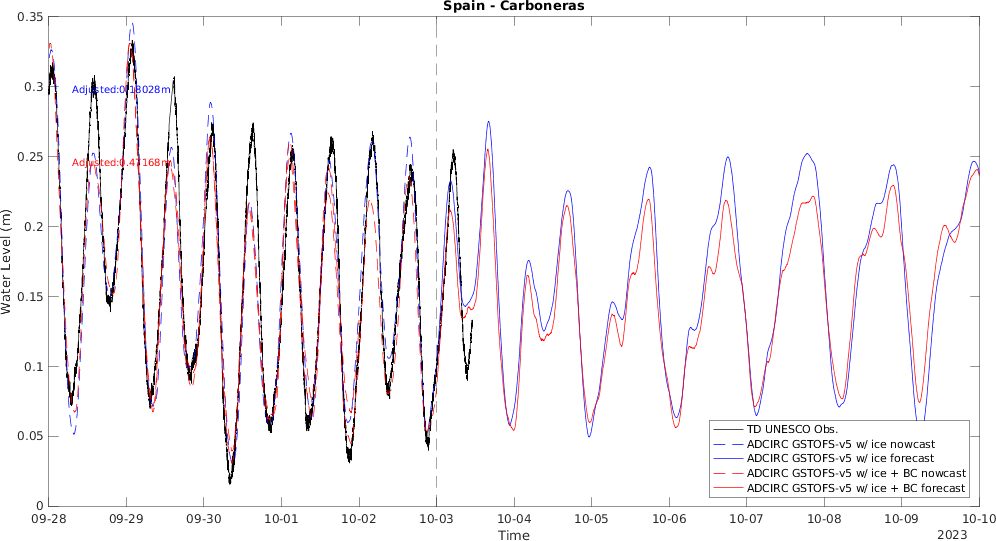 Spain - Carboneras
Water Level (m)
0.35
0.3
0.25
0.2
0.15
0.1
0.05
0
Adjusted:0.18028m
Adjusted:0.47168m
TD UNESCO Obs.
ADCIRC GSTOFS-v5 w/ ice nowcast
ADCIRC GSTOFS-v5 w/ ice forecast
ADCIRC GSTOFS-v5 w/ ice + BC nowcast
ADCIRC GSTOFS-v5 w/ ice + BC forecast
09-28 09-29 09-30 10-01 10-02 10-03 10-04 10-05 10-06 10-07 10-08 10-09 10-10
Time
2023